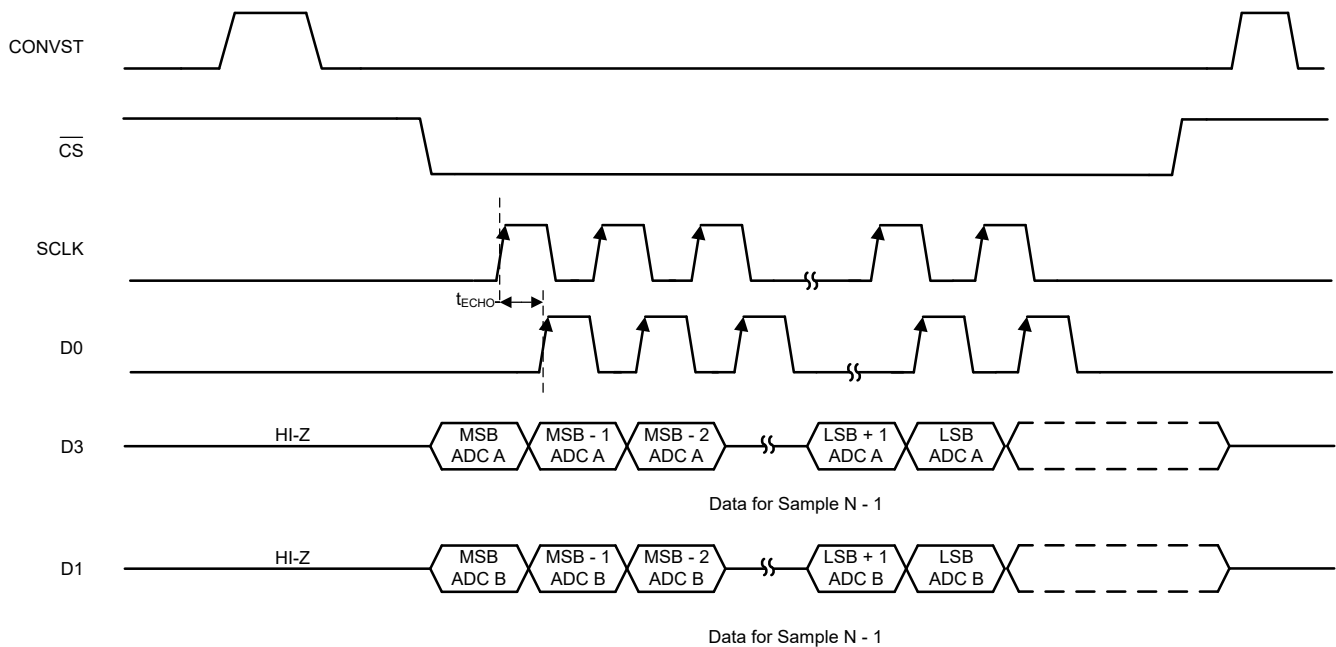 CONVST
CS
SCLK
tECHO
D0
D3
HI-Z
MSB
ADC A
MSB - 1
ADC A
MSB - 2
ADC A
LSB + 1
ADC A
LSB
ADC A
Data for Sample N - 1
D1
HI-Z
MSB
ADC B
MSB - 1
ADC B
MSB - 2
ADC B
LSB + 1
ADC B
LSB
ADC B
Data for Sample N - 1